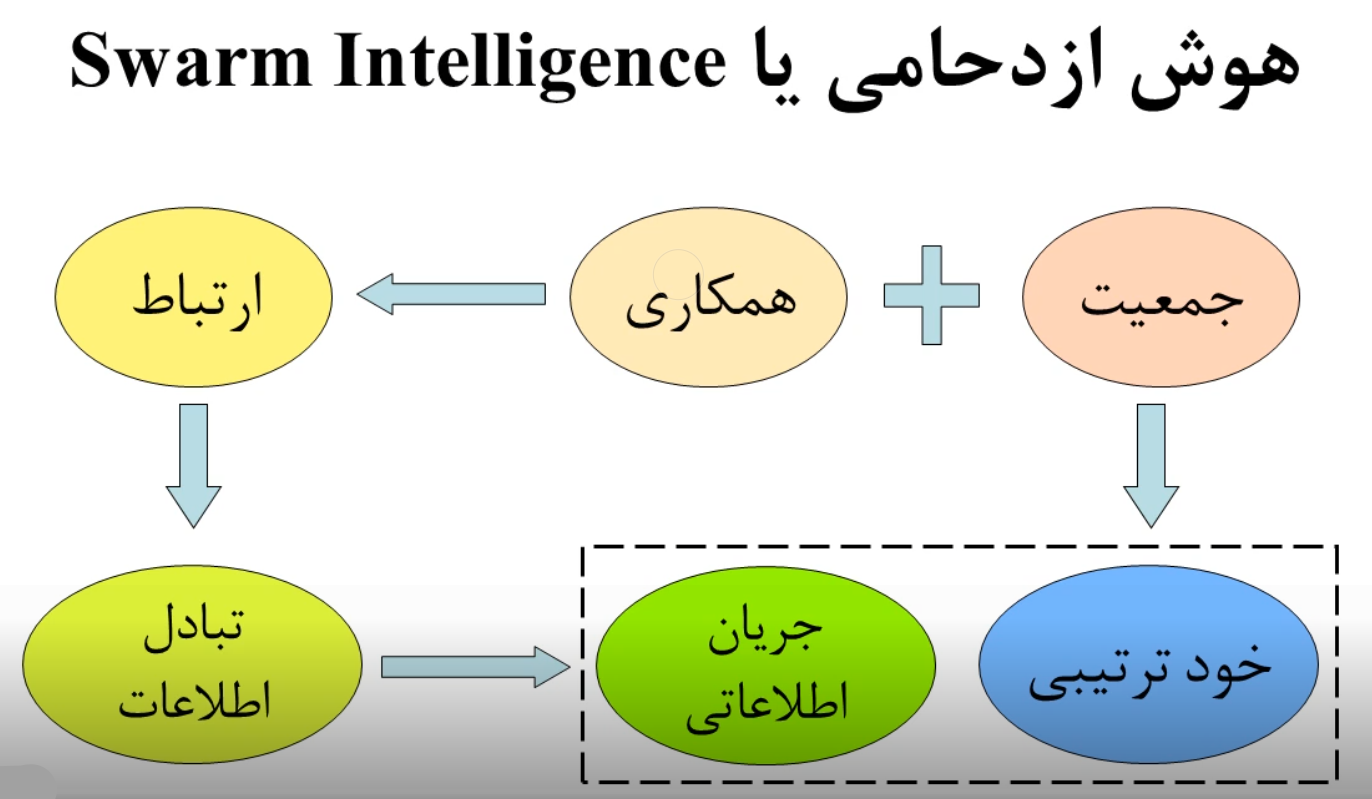 هوش ازدحامی یا Swarm Intelligence
جمعیت
همکاری
ارتباط
خود ترتیبی
جریان
اطلاعاتی
تبادل
اطلاعات